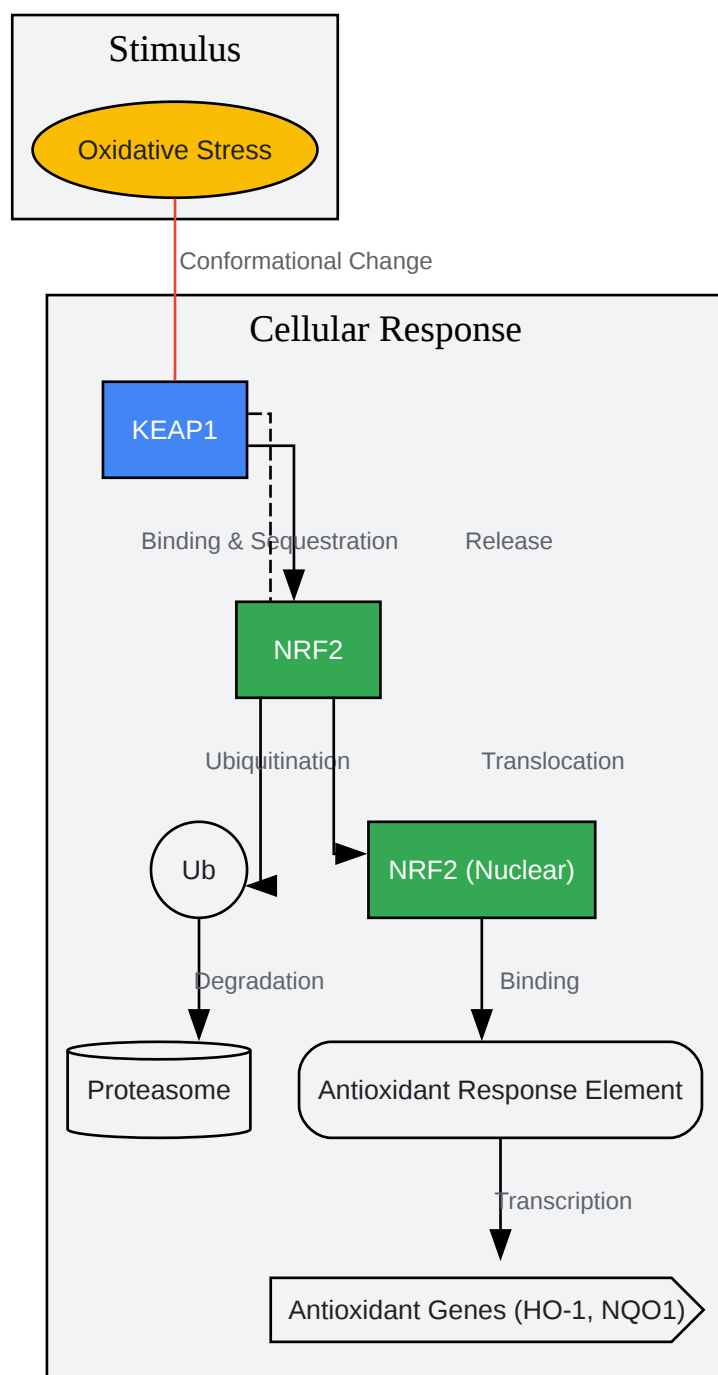 Stimulus
Oxidative Stress
Conformational Change
Cellular Response
KEAP1
Binding & Sequestration
Release
NRF2
Ubiquitination
Translocation
Ub
NRF2 (Nuclear)
Degradation
Binding
Proteasome
Antioxidant Response Element
Transcription
Antioxidant Genes (HO-1, NQO1)